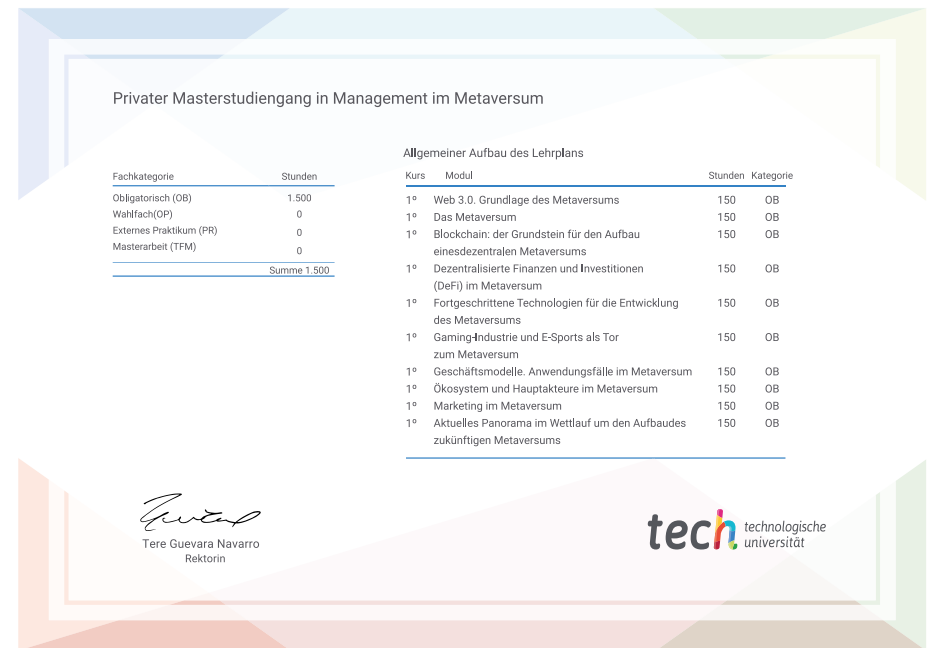 Privater Masterstudiengang in Management im Metaversum
Fachkategorie Stunden
Obligatorisch (OB) 1.500
Wahlfach(OP) 0
Externes Praktikum (PR) 0
Masterarbeit (TFM) 0
Summe 1.500
Allgemeiner Aufbau des Lehrplans
Kurs Modul Stunden Kategorie
1º Web 3.0. Grundlage des Metaversums 150 OB
1º Das Metaversum 150 OB
1º Blockchain: der Grundstein für den Aufbau 150 OB
einesdezentralen Metaversums
1º Dezentralisierte Finanzen und Investitionen 150 OB
(DeFi) im Metaversum
1º Fortgeschrittene Technologien für die Entwicklung 150 OB
des Metaversums
1º Gaming-Industrie und E-Sports als Tor 150 OB
zum Metaversum
1º Geschäftsmodelle. Anwendungsfälle im Metaversum 150 OB
1º Ökosystem und Hauptakteure im Metaversum 150 OB
1º Marketing im Metaversum 150 OB
1º Aktuelles Panorama im Wettlauf um den Aufbaudes 150 OB
zukünftigen Metaversums
Tere Guevara Navarro
Rektorin
tech technologische
universität